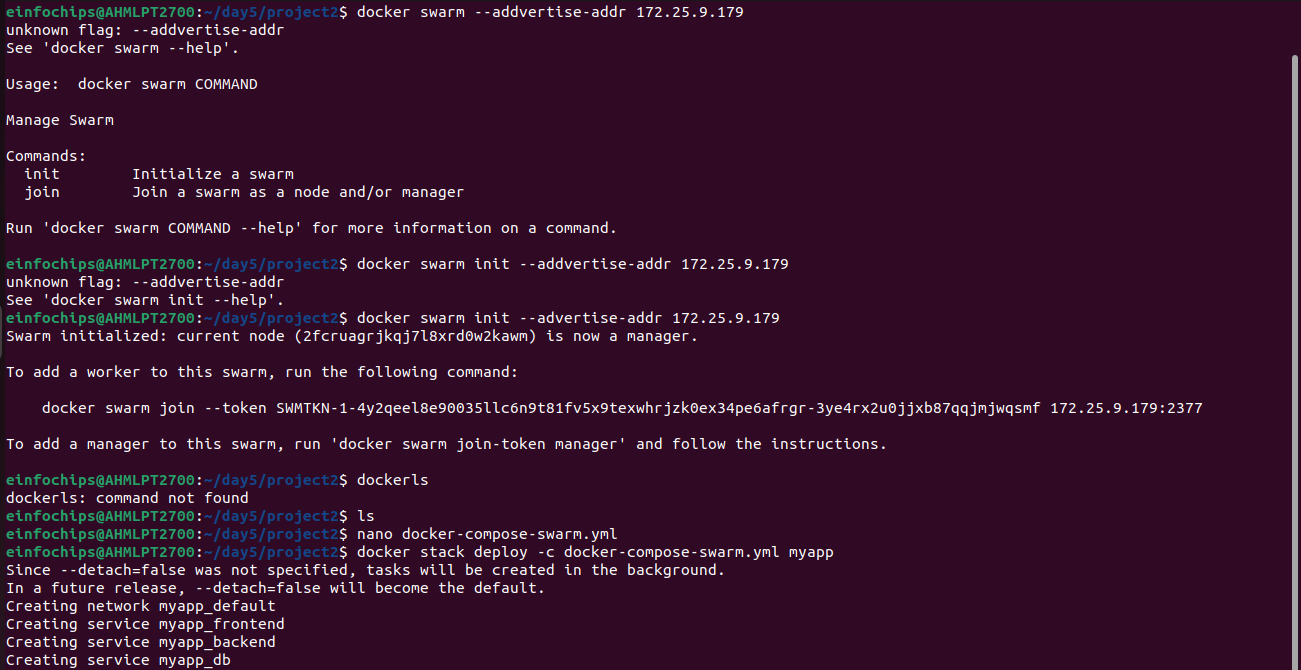 einfochips@AHMLPT2700:~/day5/project2$ docker swarm --addvertise-addr 172.25.9.179
unknown flag: --addvertise-addr
See 'docker swarm --help'.
Usage:  docker swarm COMMAND
Manage Swarm
Commands:
  init        Initialize a swarm
  join        Join a swarm as a node and/or manager
Run 'docker swarm COMMAND --help' for more information on a command.
einfochips@AHMLPT2700:~/day5/project2$ docker swarm init --addvertise-addr 172.25.9.179
unknown flag: --addvertise-addr
See 'docker swarm init --help'.
einfochips@AHMLPT2700:~/day5/project2$ docker swarm init --advertise-addr 172.25.9.179
Swarm initialized: current node (2fcruagrjkqj7l8xrd0w2kawm) is now a manager.
To add a worker to this swarm, run the following command:
    docker swarm join --token SWMTKN-1-4y2qeel8e90035llc6n9t81fv5x9texwhrjzk0ex34pe6afrgr-3ye4rx2u0jjxb87qqjmjwqsmf 172.25.9.179:2377
To add a manager to this swarm, run 'docker swarm join-token manager' and follow the instructions.
einfochips@AHMLPT2700:~/day5/project2$ dockerls
dockerls: command not found
einfochips@AHMLPT2700:~/day5/project2$ ls
einfochips@AHMLPT2700:~/day5/project2$ nano docker-compose-swarm.yml
einfochips@AHMLPT2700:~/day5/project2$ docker stack deploy -c docker-compose-swarm.yml myapp
Since --detach=false was not specified, tasks will be created in the background.
In a future release, --detach=false will become the default.
Creating network myapp_default
Creating service myapp_frontend
Creating service myapp_backend
Creating service myapp_db